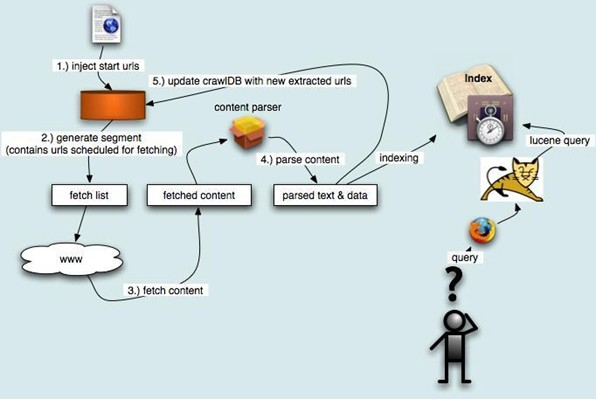 1.) inject start urls
5.) update crawlDB with new extracted urls
Index
content parser
2.) generate segment
(contains urls scheduled for fetching)
4.) parse content
indexing
lucene query
fetch list
fetched content
parsed text & data
www
3.) fetch content
query
?